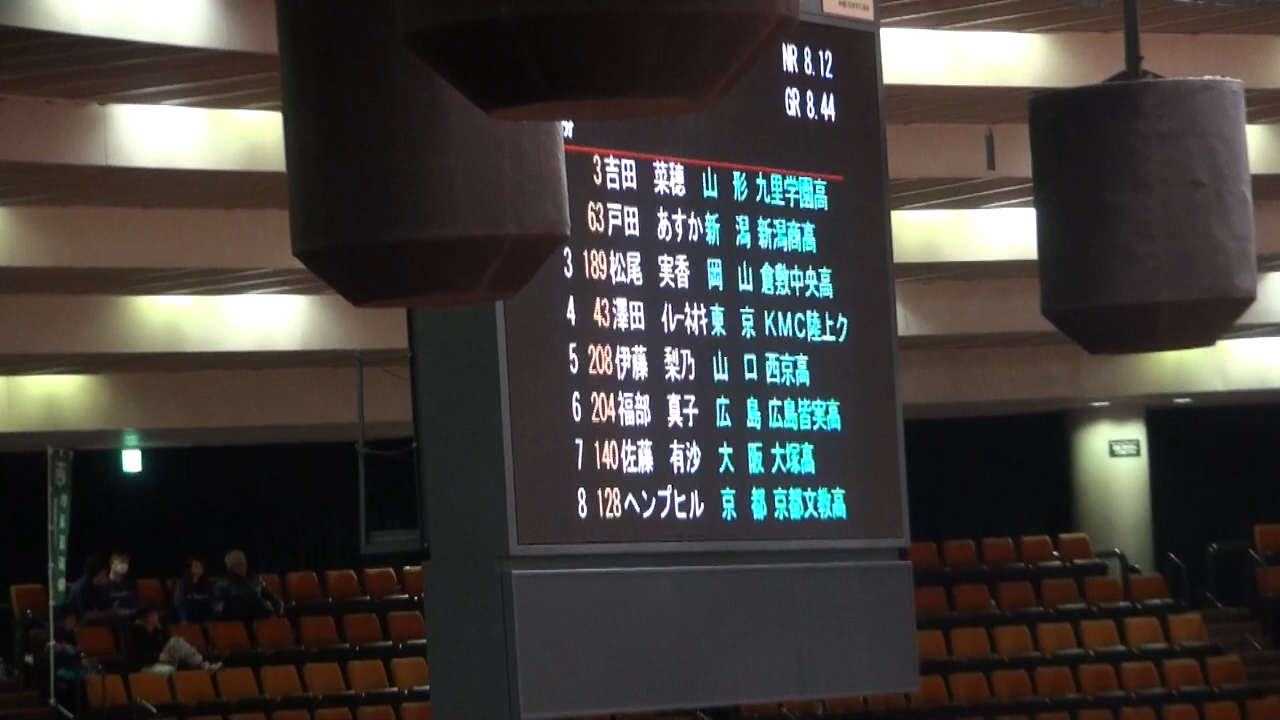 NR 8.12
GR 8.44
3 吉田 菜穂 山 形 九里学園高
63 戸田 あすか 新 潟 新潟商高
3 189 松尾 実香 岡 山 倉敷中央高
4 43 澤田 ｲﾚｰﾈｵｷ 東 京 KMC陸上ク
5 208 伊藤 梨乃 山 口 西京高
6 204 福部 真子 広 島 広島皆実高
7 140 佐藤 有沙 大 阪 大塚高
8 128 ヘンプヒル 京 都 京都文教高